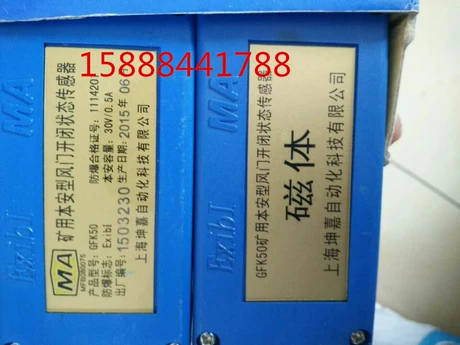 15888441788
MA
ExibI
MA
矿用本安型风门开闭状态传感器
产品型号：GFK50 防爆合格证号：111420
防爆标志：ExibI 本安容量：30V/0.5A
出厂编号：1503230 生产日期：2015年06
上海坤嘉自动化科技有限公司
MA
ExibI
GFK50矿用本安型风门开闭状态传感器
磁体
上海坤嘉自动化科技有限公司